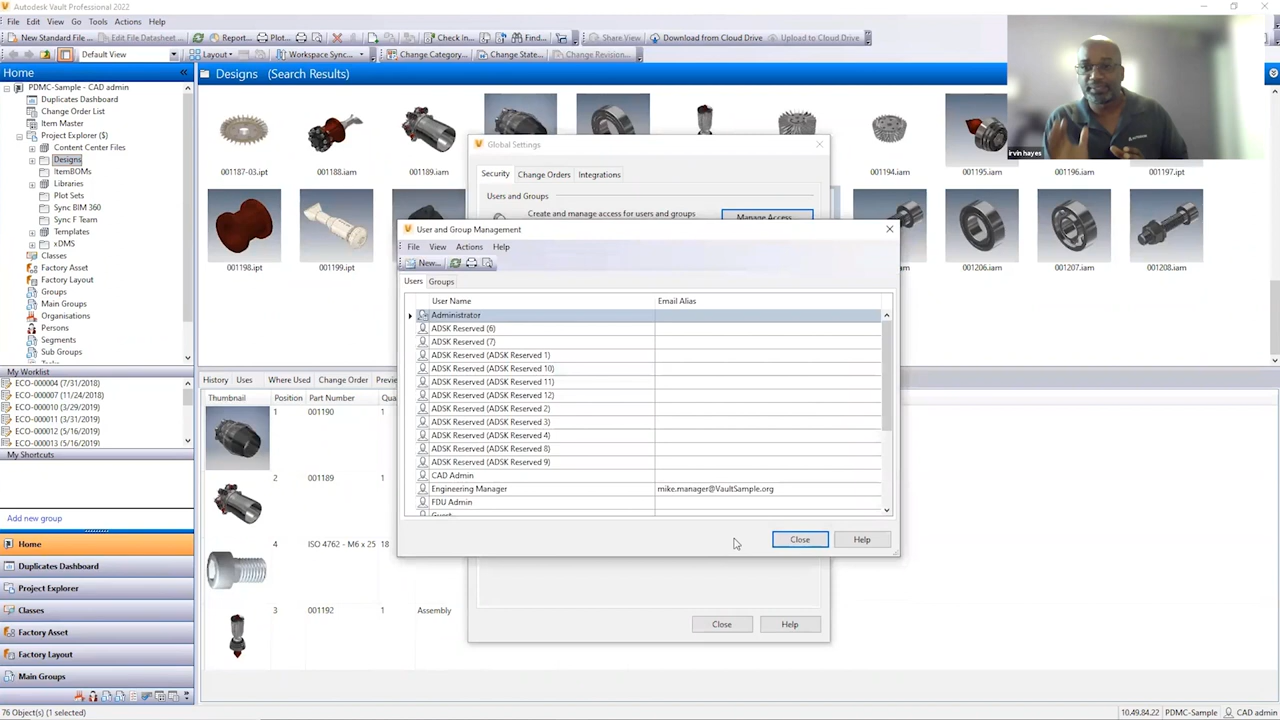 Autodesk Vault Professional 2022
File Edit View Go Tools Actions Help
New Standard File... Edit File Datasheet... Report... Plot... Check In... Find... Share View Download from Cloud Drive Upload to Cloud Drive
Default View Layout Workspace Sync... Change Category... Change State... Change Revision...
Home
PDMC-Sample - CAD admin
Duplicates Dashboard
Change Order List
Item Master
Project Explorer ($)
Content Center Files
Designs
ItemBOMs
Libraries
Plot Sets
Sync BIM 360
Sync F Team
Templates
xDMS
Classes
Factory Asset
Factory Layout
Groups
Main Groups
Organisations
Persons
Segments
Sub Groups
My Worklist
ECO-000004 (7/31/2018)
ECO-000007 (11/24/2018)
ECO-000010 (3/29/2019)
ECO-000011 (3/31/2019)
ECO-000012 (5/16/2019)
ECO-000013 (5/16/2019)
My Shortcuts
Add new group
Home
Duplicates Dashboard
Project Explorer
Classes
Factory Asset
Factory Layout
Main Groups
76 Object(s) (1 selected)
Designs (Search Results)
001187-03.ipt 001188.iam 001189.iam 001194.iam 001195.iam 001196.iam 001197.ipt
001198.ipt 001199.ipt 001206.iam 001207.iam 001208.iam
irvin hayes
AUTODESK
Global Settings
Security Change Orders Integrations
Users and Groups
Create and manage access for users and groups
Manage Access...
User and Group Management
File View Actions Help
New...
Users Groups
User Name Email Alias
Administrator
ADSK Reserved (6)
ADSK Reserved (7)
ADSK Reserved (ADSK Reserved 1)
ADSK Reserved (ADSK Reserved 10)
ADSK Reserved (ADSK Reserved 11)
ADSK Reserved (ADSK Reserved 12)
ADSK Reserved (ADSK Reserved 2)
ADSK Reserved (ADSK Reserved 3)
ADSK Reserved (ADSK Reserved 4)
ADSK Reserved (ADSK Reserved 8)
ADSK Reserved (ADSK Reserved 9)
CAD Admin
Engineering Manager mike.manager@VaultSample.org
FDU Admin
Guest
Close Help
Close Help
History Uses Where Used Change Order
Thumbnail Position Part Number
1 001190 1
2 001189 1
4 ISO 4762 - M6 x 25 18
3 001192 1 Assembly
10.49.84.22 PDMC-Sample CAD admin